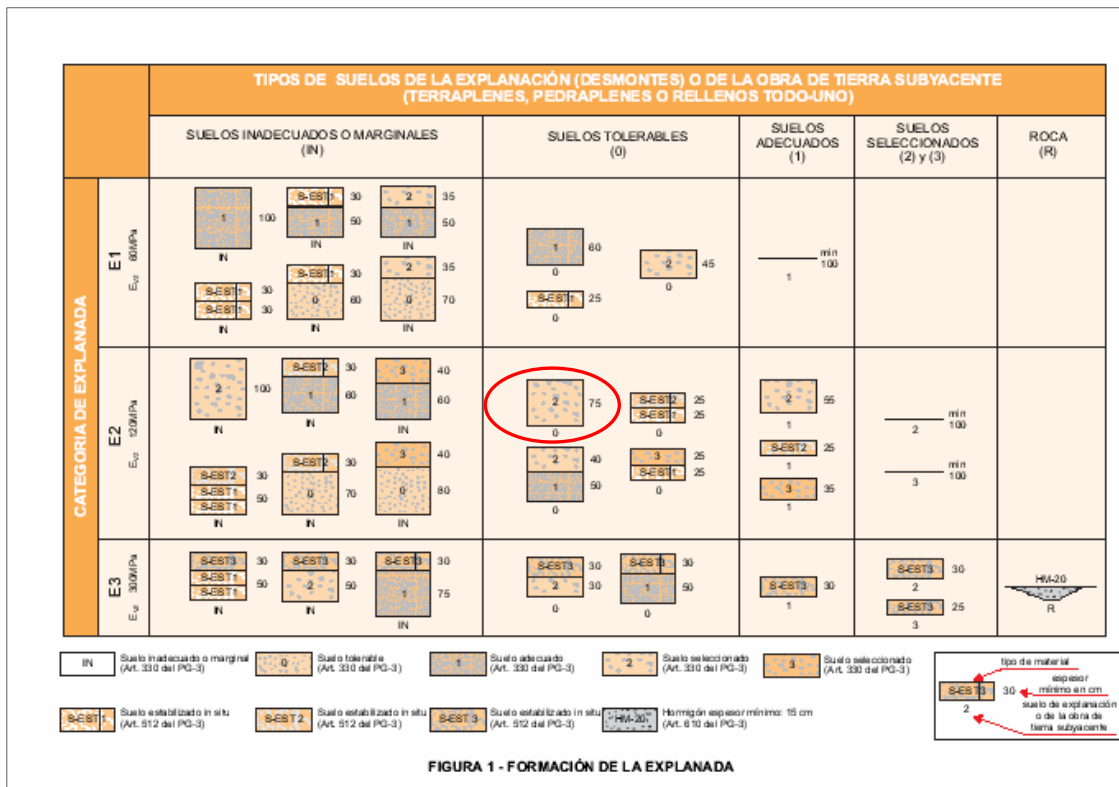 TIPOS DE SUELOS DE LA EXPLANACIÓN (DESMONTES) O DE LA OBRA DE TIERRA SUBYACENTE
(TERRAPLENES, PEDRAPLENES O RELLENOS TODO-UNO)
SUELOS INADECUADOS O MARGINALES
(IN)
SUELOS TOLERABLES
(0)
SUELOS
ADECUADOS
(1)
SUELOS
SELECCIONADOS
(2) y (3)
ROCA
(R)
CATEGORIA DE EXPLANADA
E1
EV2 60MPa
1 100
IN
S-EST1 30
1 50
IN
2 35
1 50
IN
S-EST1 30
S-EST1 30
IN
S-EST1 30
0 60
IN
2 35
0 70
IN
1 60
0
2 45
0
S-EST1 25
0
min
100
1
E2
EV2 120MPa
2 100
IN
S-EST2 30
1 60
IN
3 40
1 60
IN
S-EST2 30
S-EST1 50
S-EST1
IN
S-EST2 30
0 70
IN
3 40
0 80
IN
2 75
0
S-EST2 25
S-EST1 25
0
2 40
1 50
0
3 25
S-EST1 25
0
2 55
1
S-EST2 25
1
3 35
1
min
100
2
min
100
3
E3
EV2 300MPa
S-EST3 30
S-EST1 50
S-EST1
IN
S-EST3 30
2 50
IN
S-EST3 30
1 75
IN
S-EST3 30
2 30
0
S-EST3 30
1 50
0
S-EST3 30
1
S-EST3 30
2
S-EST3 25
3
HM-20
R
IN Suelo inadecuado o marginal
(Art. 330 del PG-3)
0 Suelo tolerable
(Art. 330 del PG-3)
1 Suelo adecuado
(Art. 330 del PG-3)
2 Suelo seleccionado
(Art. 330 del PG-3)
3 Suelo seleccionado
(Art. 330 del PG-3)
S-EST1 Suelo estabilizado in situ
(Art. 512 del PG-3)
S-EST2 Suelo estabilizado in situ
(Art. 512 del PG-3)
S-EST3 Suelo estabilizado in situ
(Art. 512 del PG-3)
HM-20 Hormigón espesor mínimo: 15 cm
(Art. 610 del PG-3)
tipo de material
S-EST3 30
espesor
mínimo en cm
2
suelo de explanación
o de la obra de
tierra subyacente
FIGURA 1 - FORMACIÓN DE LA EXPLANADA